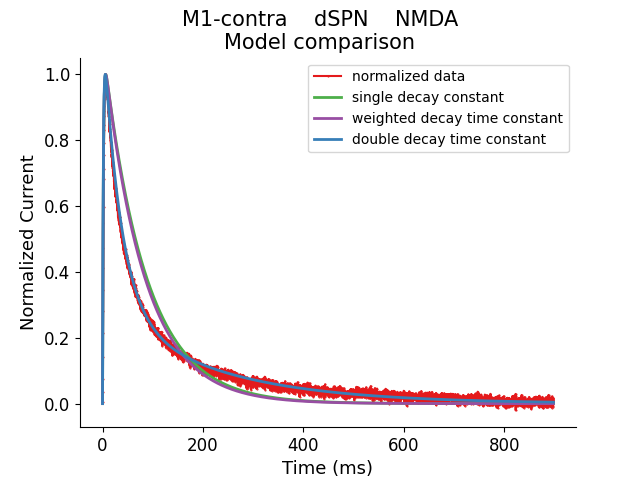 M1-contra    dSPN    NMDA
Model comparison
normalized data
single decay constant
weighted decay time constant
double decay time constant
Normalized Current
1.0
0.8
0.6
0.4
0.2
0.0
0 200 400 600 800
Time (ms)